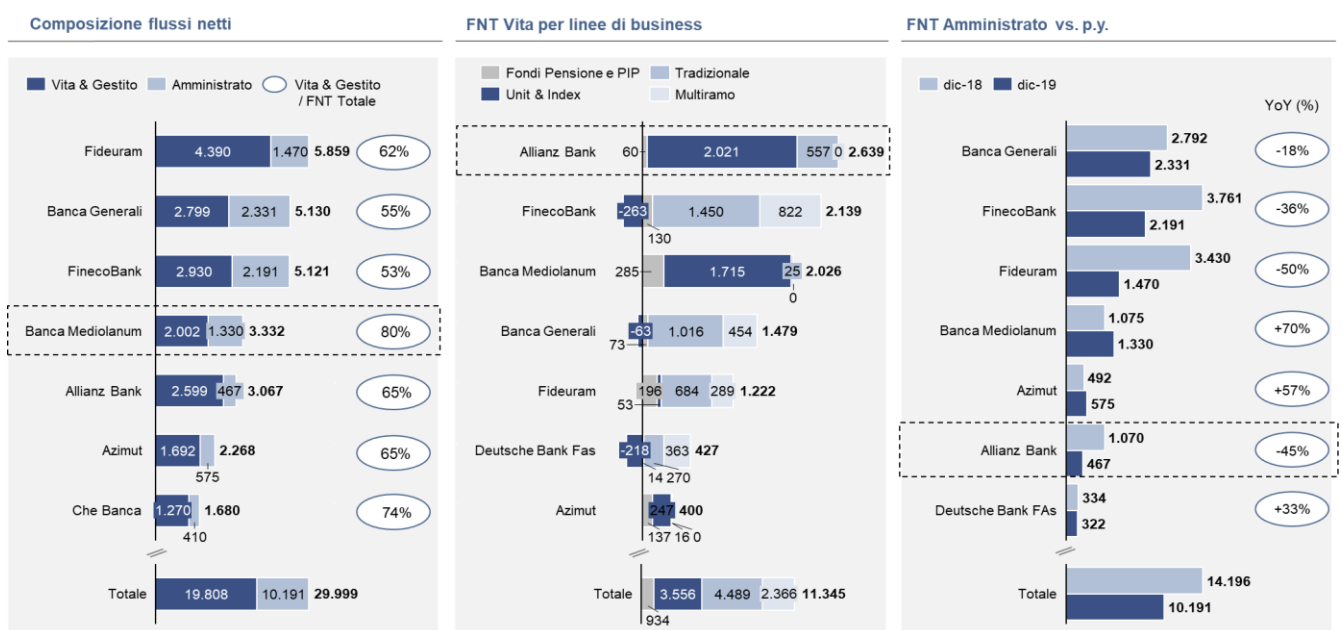 Composizione flussi netti
Vita & Gestito Amministrato Vita & Gestito
/ FNT Totale
Fideuram 4.390 1.470 5.859 62%
Banca Generali 2.799 2.331 5.130 55%
FinecoBank 2.930 2.191 5.121 53%
Banca Mediolanum 2.002 1.330 3.332 80%
Allianz Bank 2.599 467 3.067 65%
Azimut 1.692 2.268 65%
575
Che Banca 1.270 1.680 74%
410
Totale 19.808 10.191 29.999
FNT Vita per linee di business
Fondi Pensione e PIP Tradizionale
Unit & Index Multiramo
Allianz Bank 60 2.021 557 0 2.639
FinecoBank -263 1.450 822 2.139
130
Banca Mediolanum 285 1.715 25 2.026
0
Banca Generali -63 1.016 454 1.479
73
Fideuram 196 684 289 1.222
53
Deutsche Bank Fas -218 363 427
14 270
Azimut 247 400
137 16 0
Totale 3.556 4.489 2.366 11.345
934
FNT Amministrato vs. p.y.
dic-18 dic-19
YoY (%)
Banca Generali 2.792 -18%
2.331
FinecoBank 3.761 -36%
2.191
Fideuram 3.430 -50%
1.470
Banca Mediolanum 1.075 +70%
1.330
Azimut 492 +57%
575
Allianz Bank 1.070 -45%
467
Deutsche Bank FAs 334 +33%
322
Totale 14.196
10.191